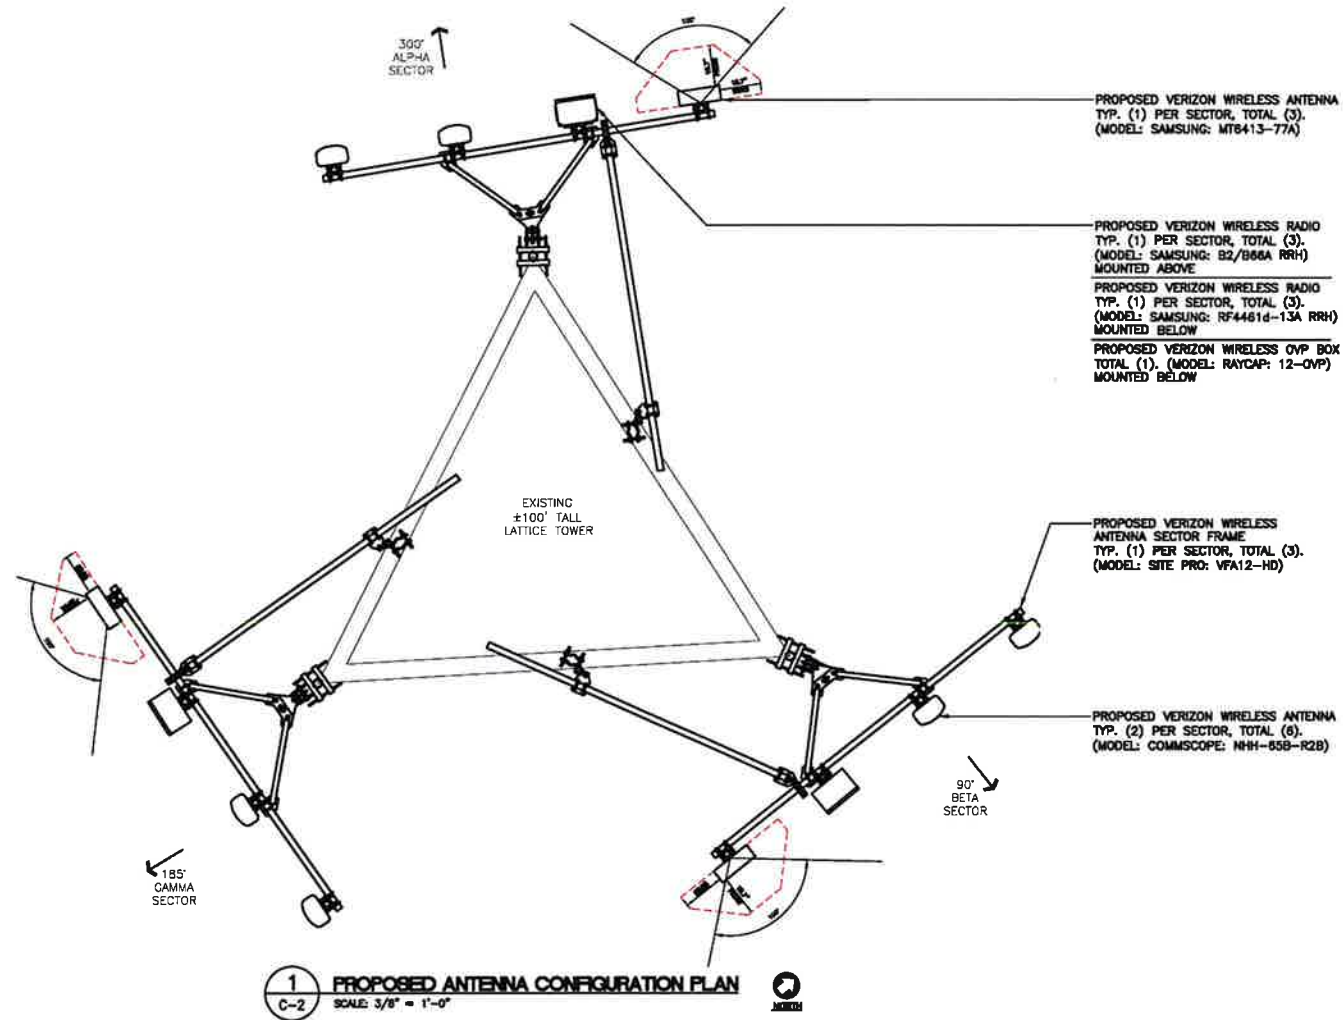 300°
ALPHA
SECTOR
PROPOSED VERIZON WIRELESS ANTENNA
TYP. (1) PER SECTOR, TOTAL (3).
(MODEL: SAMSUNG: MT6413-77A)
PROPOSED VERIZON WIRELESS RADIO
TYP. (1) PER SECTOR, TOTAL (3).
(MODEL: SAMSUNG: B2/B66A RRH)
MOUNTED ABOVE
PROPOSED VERIZON WIRELESS RADIO
TYP. (1) PER SECTOR, TOTAL (3).
(MODEL: SAMSUNG: RF4461d-13A RRH)
MOUNTED BELOW
PROPOSED VERIZON WIRELESS OVP BOX
TOTAL (1). (MODEL: RAYCAP: 12-OVP)
MOUNTED BELOW
EXISTING
±100' TALL
LATTICE TOWER
PROPOSED VERIZON WIRELESS
ANTENNA SECTOR FRAME
TYP. (1) PER SECTOR, TOTAL (3).
(MODEL: SITE PRO: VFA12-HD)
PROPOSED VERIZON WIRELESS ANTENNA
TYP. (2) PER SECTOR, TOTAL (6).
(MODEL: COMMSCOPE: NHH-65B-R2B)
90°
BETA
SECTOR
185°
GAMMA
SECTOR
1
C-2
PROPOSED ANTENNA CONFIGURATION PLAN
SCALE: 3/8" = 1'-0"
NORTH